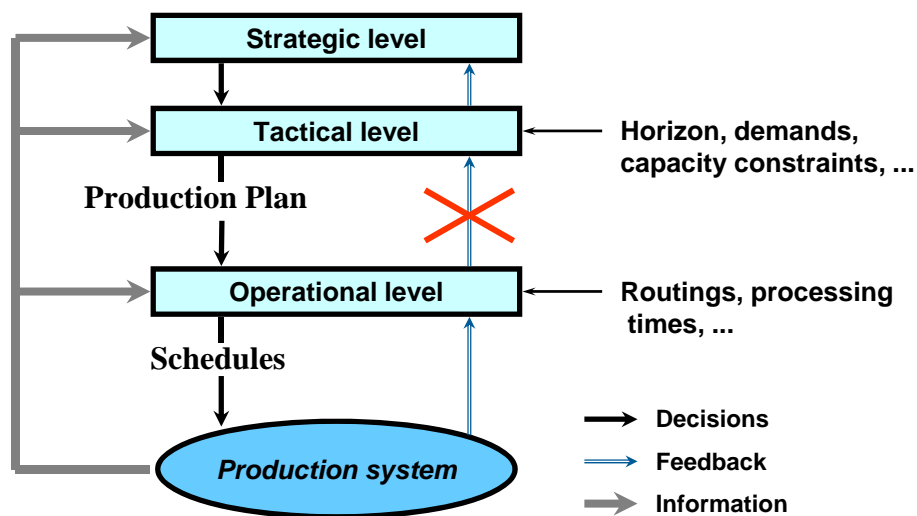 Strategic level
Tactical level
Horizon, demands,
capacity constraints, ...
Production Plan
Operational level
Routings, processing
times, ...
Schedules
Decisions
Production system
Feedback
Information